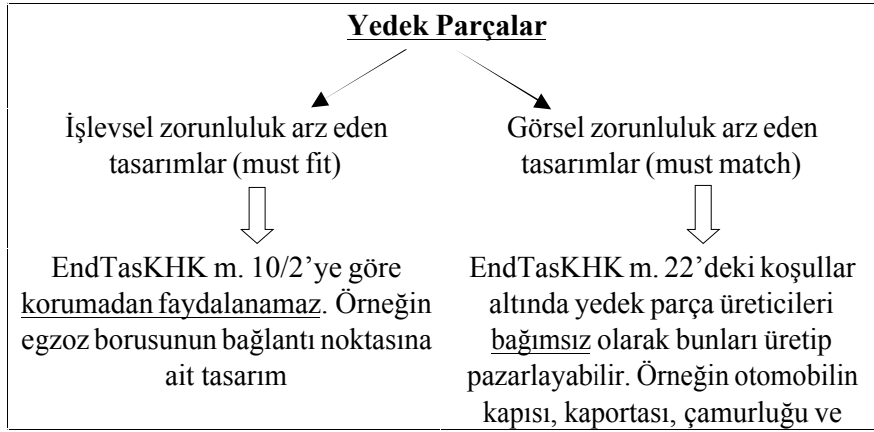 Yedek Parçalar
İşlevsel zorunluluk arz eden
tasarımlar (must fit)
EndTasKHK m. 10/2’ye göre
korumadan faydalanamaz. Örneğin
egzoz borusunun bağlantı noktasına
ait tasarım
Görsel zorunluluk arz eden
tasarımlar (must match)
EndTasKHK m. 22’deki koşullar
altında yedek parça üreticileri
bağımsız olarak bunları üretip
pazarlayabilir. Örneğin otomobilin
kapısı, kaportası, çamurluğu ve